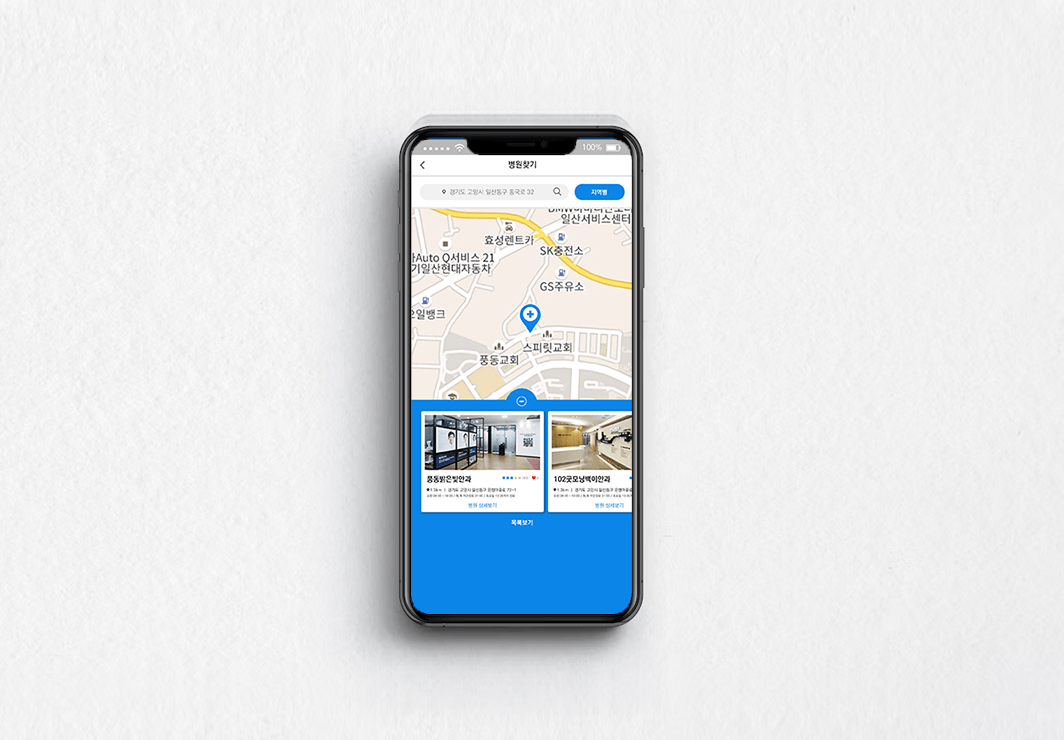 100%
병원찾기
경기도 고양시 일산동구 동국로 32
지역별
일산서비스센터
효성렌트카
SK충전소
Auto Q서비스 21
기일산현대자동차
GS주유소
일뱅크
스피릿교회
풍동교회
풍동밝은빛안과
102굿모닝백이안과
병원 상세보기
병원 상세보기
목록보기